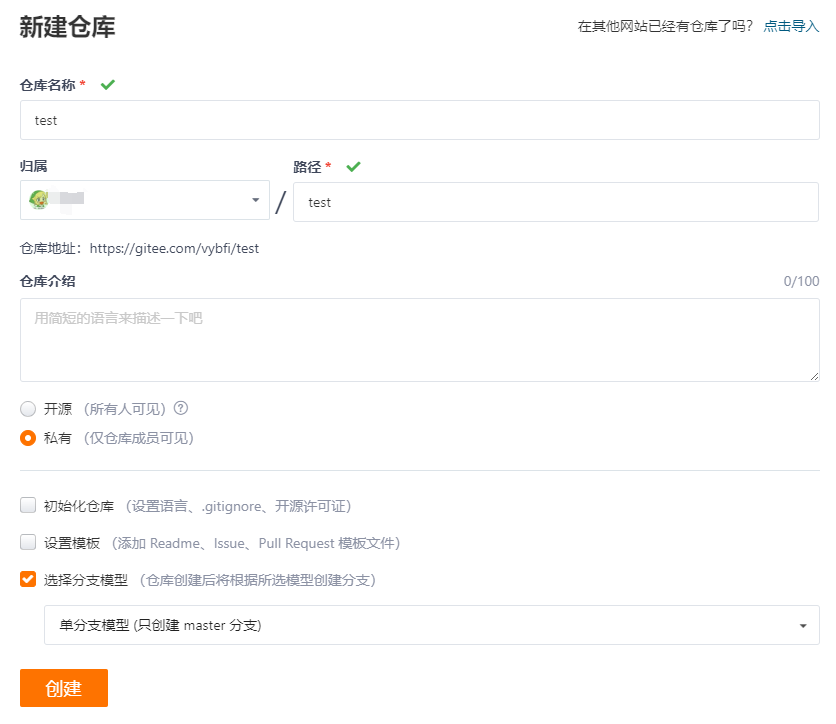 新建仓库
在其他网站已经有仓库了吗? 点击导入
仓库名称 *
test
归属
路径 *
/
test
仓库地址：https://gitee.com/vybfi/test
仓库介绍
0/100
用简短的语言来描述一下吧
开源 （所有人可见）
私有 （仅仓库成员可见）
初始化仓库 （设置语言、.gitignore、开源许可证）
设置模板 （添加 Readme、Issue、Pull Request 模板文件）
选择分支模型 （仓库创建后将根据所选模型创建分支）
单分支模型 (只创建 master 分支)
创建